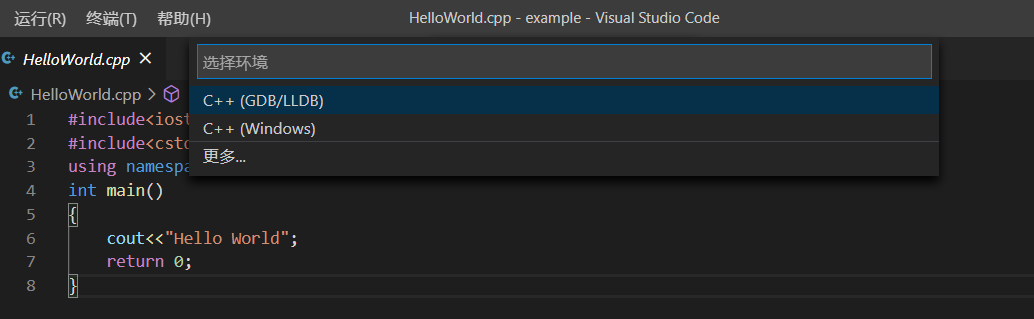 运行(R) 终端(T) 帮助(H) HelloWorld.cpp - example - Visual Studio Code
HelloWorld.cpp
选择环境
HelloWorld.cpp
C++ (GDB/LLDB)
C++ (Windows)
更多...
1 #include<iost
2 #include<cstd
3 using namespa
4 int main()
5 {
6 cout<<"Hello World";
7 return 0;
8 }